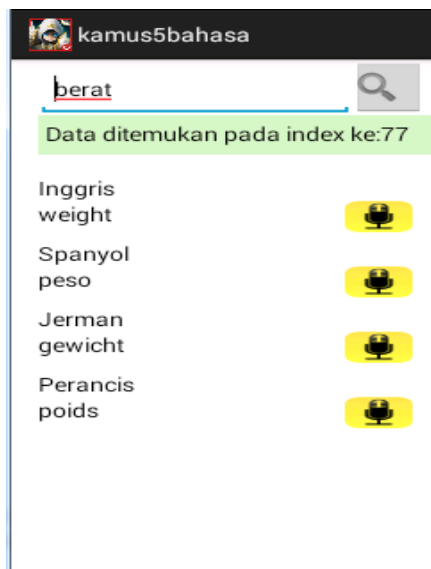 kamus5bahasa
berat
Data ditemukan pada index ke:77
Inggris
weight
Spanyol
peso
Jerman
gewicht
Perancis
poids